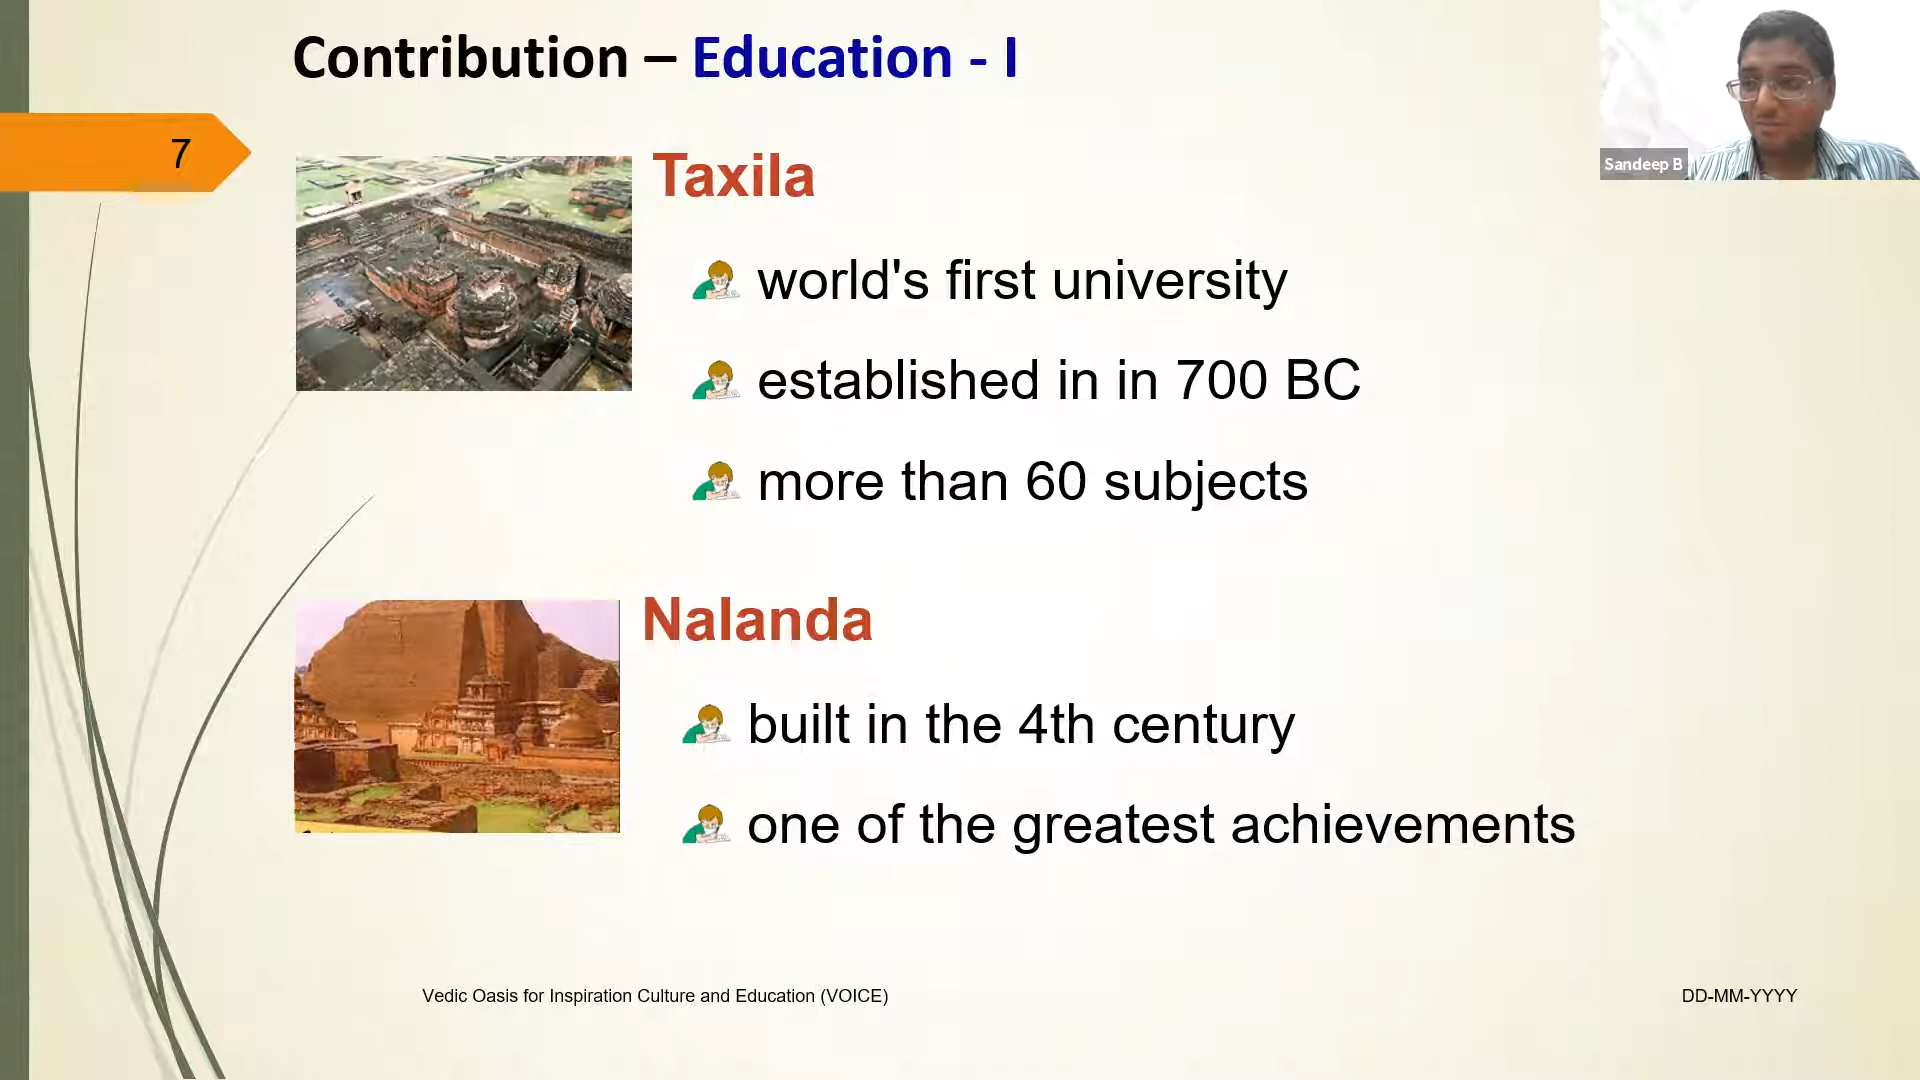 Contribution – Education - I
7
Sandeep B
Taxila
world's first university
established in in 700 BC
more than 60 subjects
Nalanda
built in the 4th century
one of the greatest achievements
Vedic Oasis for Inspiration Culture and Education (VOICE)
DD-MM-YYYY